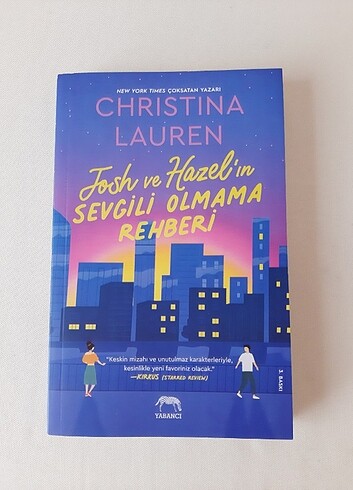 NEW YORK TIMES ÇOKSATAN YAZARI
CHRISTINA
LAUREN
Josh ve Hazel'ın
SEVGİLİ OLMAMA
REHBERİ
"Keskin mizahı ve unutulmaz karakterleriyle,
kesinlikle yeni favoriniz olacak."
—KIRKUS (STARRED REVIEW)
YABANCI
3. BASKI